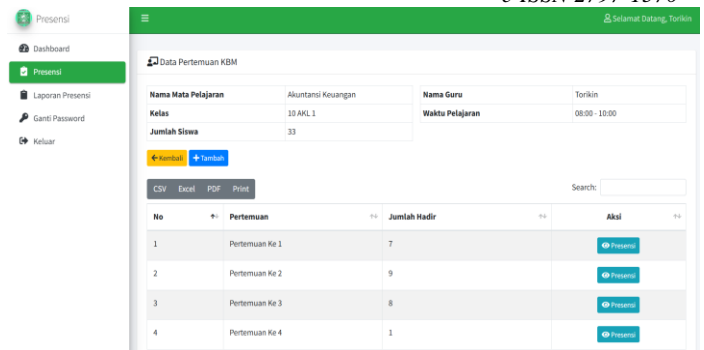 Presensi
Selamat Datang, Torikin
Dashboard
Presensi
Laporan Presensi
Ganti Password
Keluar
Data Pertemuan KBM
Nama Mata Pelajaran Akuntansi Keuangan Nama Guru Torikin
Kelas 10 AKL 1 Waktu Pelajaran 08:00 - 10:00
Jumlah Siswa 33
Kembali Tambah
CSV Excel PDF Print Search:
No Pertemuan Jumlah Hadir Aksi
1 Pertemuan Ke 1 7 Presensi
2 Pertemuan Ke 2 9 Presensi
3 Pertemuan Ke 3 8 Presensi
4 Pertemuan Ke 4 1 Presensi